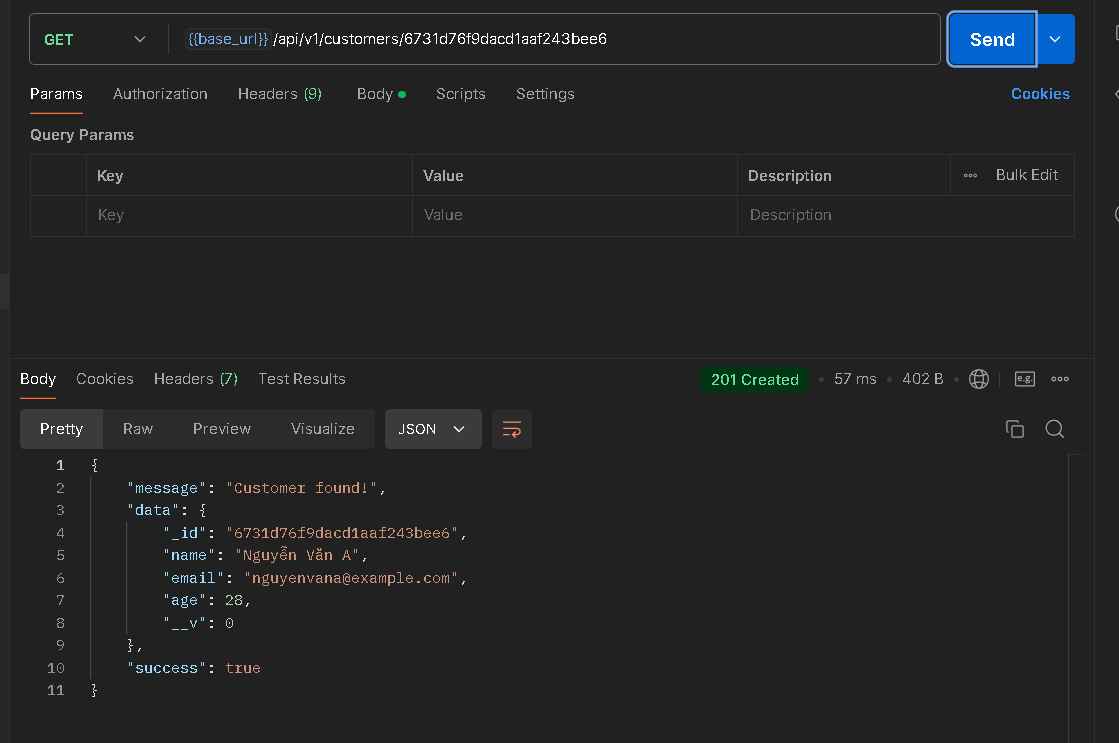 GET {{base_url}} /api/v1/customers/6731d76f9dacd1aaf243bee6 Send
Params Authorization Headers (9) Body Scripts Settings Cookies
Query Params
Key Value Description Bulk Edit
Key Value Description
Body Cookies Headers (7) Test Results 201 Created 57 ms 402 B e.g.
Pretty Raw Preview Visualize JSON
1 {
2 "message": "Customer found!",
3 "data": {
4 "_id": "6731d76f9dacd1aaf243bee6",
5 "name": "Nguyễn Văn A",
6 "email": "nguyenvana@example.com",
7 "age": 28,
8 "__v": 0
9 },
10 "success": true
11 }